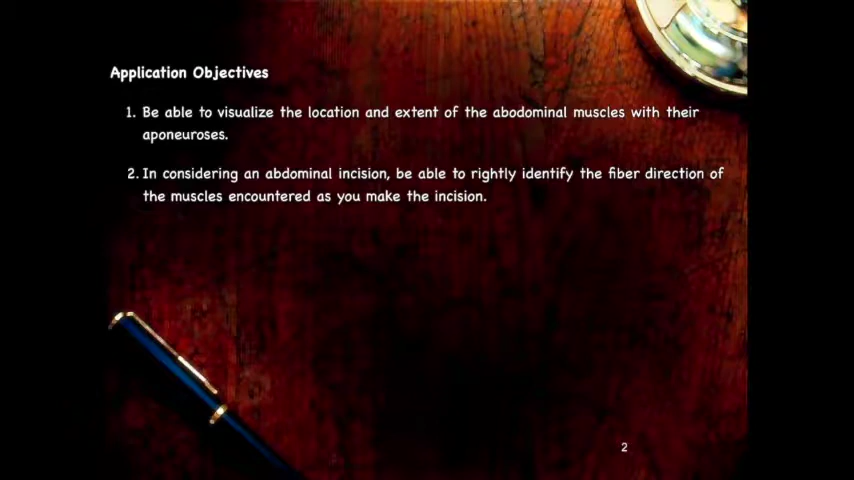 Application Objectives
1. Be able to visualize the location and extent of the abodominal muscles with their
aponeuroses.
2. In considering an abdominal incision, be able to rightly identify the fiber direction of
the muscles encountered as you make the incision.
2